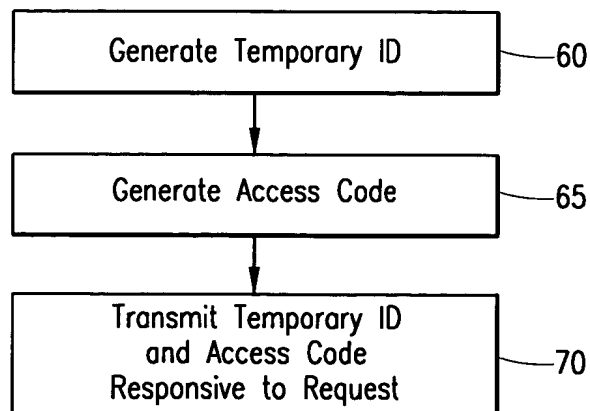 Generate Temporary ID
60
Generate Access Code
65
Transmit Temporary ID
and Access Code
Responsive to Request
70